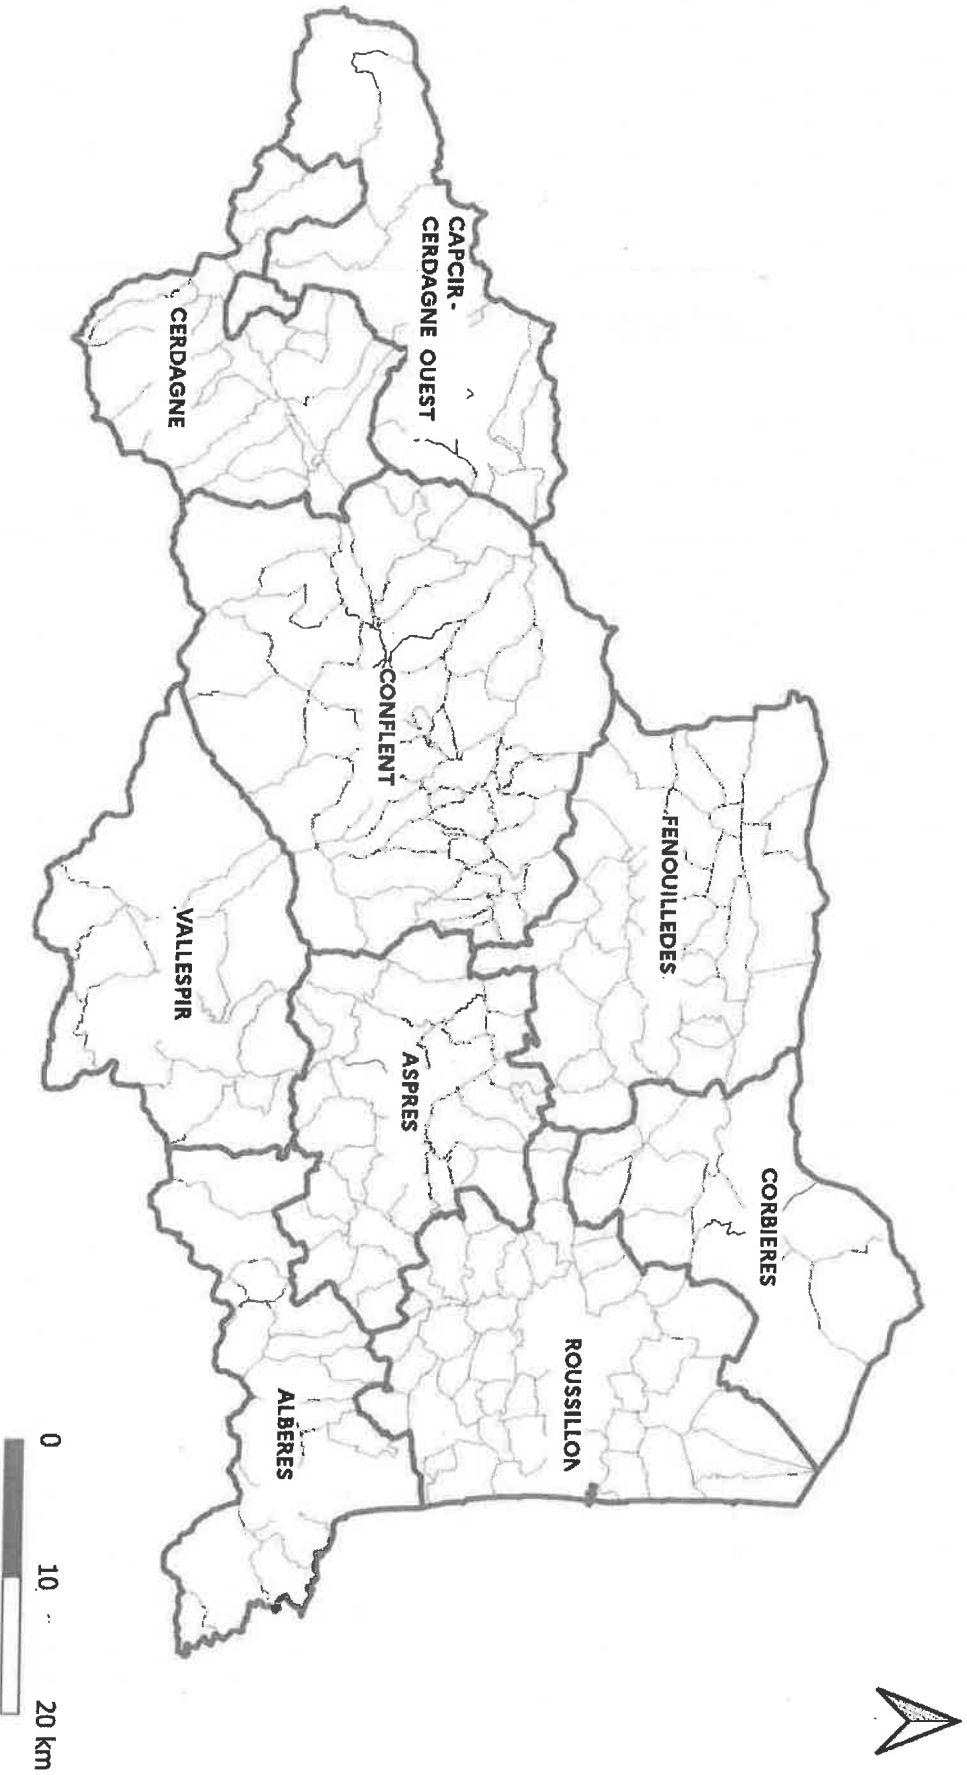 CAPCIR-
CERDAGNE OUEST
CERDAGNE
CONFLENT
FENOUILLEDES
VALLESPIR
ASPRES
CORBIERES
ROUSSILLON
ALBERES
0 10 20 km